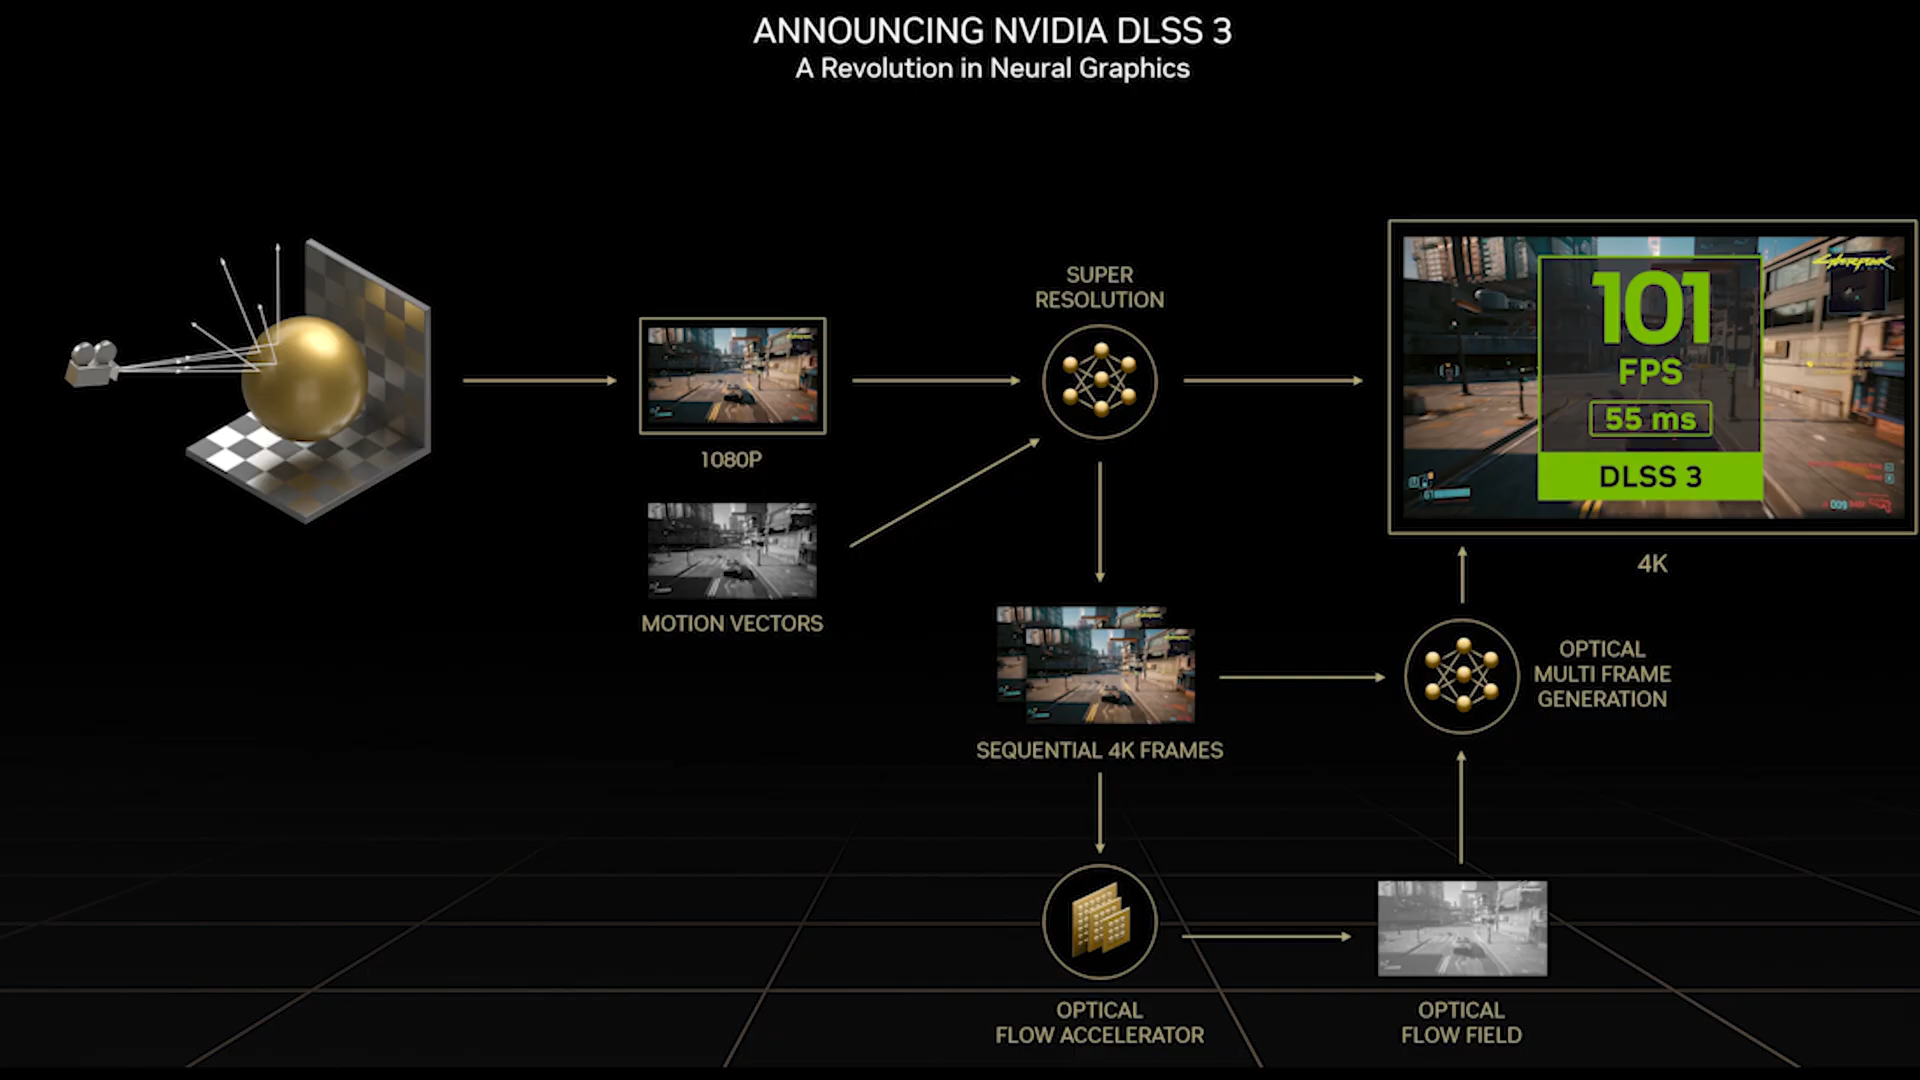 ANNOUNCING NVIDIA DLSS 3
A Revolution in Neural Graphics
SUPER
RESOLUTION
1080P
MOTION VECTORS
CYBERPUNK
101
FPS
55 ms
DLSS 3
4K
SEQUENTIAL 4K FRAMES
OPTICAL
MULTI FRAME
GENERATION
OPTICAL
FLOW ACCELERATOR
OPTICAL
FLOW FIELD